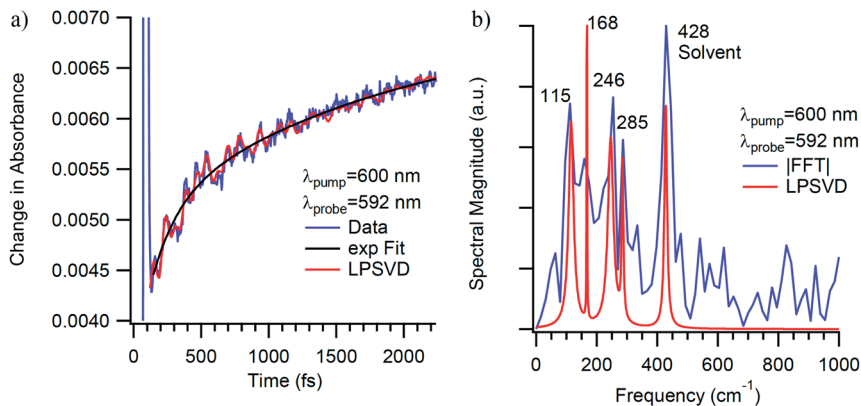 a)
Change in Absorbance
0.0070
0.0065
0.0060
0.0055
0.0050
0.0045
0.0040
λpump=600 nm
λprobe=592 nm
Data
exp Fit
LPSVD
0
500
1000
1500
2000
Time (fs)
b)
Spectral Magnitude (a.u.)
115
168
246
285
428
Solvent
λpump=600 nm
λprobe=592 nm
|FFT|
LPSVD
0
200
400
600
800
1000
Frequency (cm⁻¹)